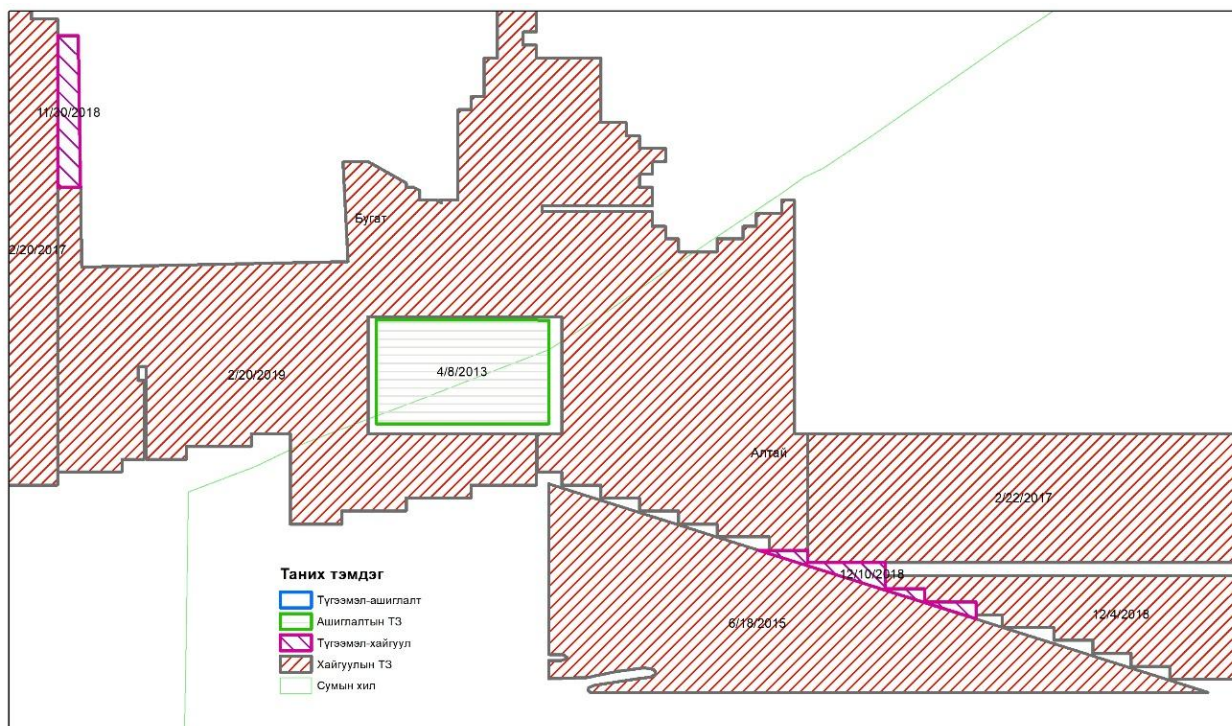 11/30/2018
Бугат
2/20/2017
2/20/2019
4/8/2013
Алтай
2/22/2017
12/10/2018
12/4/2018
6/18/2015
Таних тэмдэг
Түгээмэл-ашиглалт
Ашиглалтын ТЗ
Түгээмэл-хайгуул
Хайгуулын ТЗ
Сумын хил